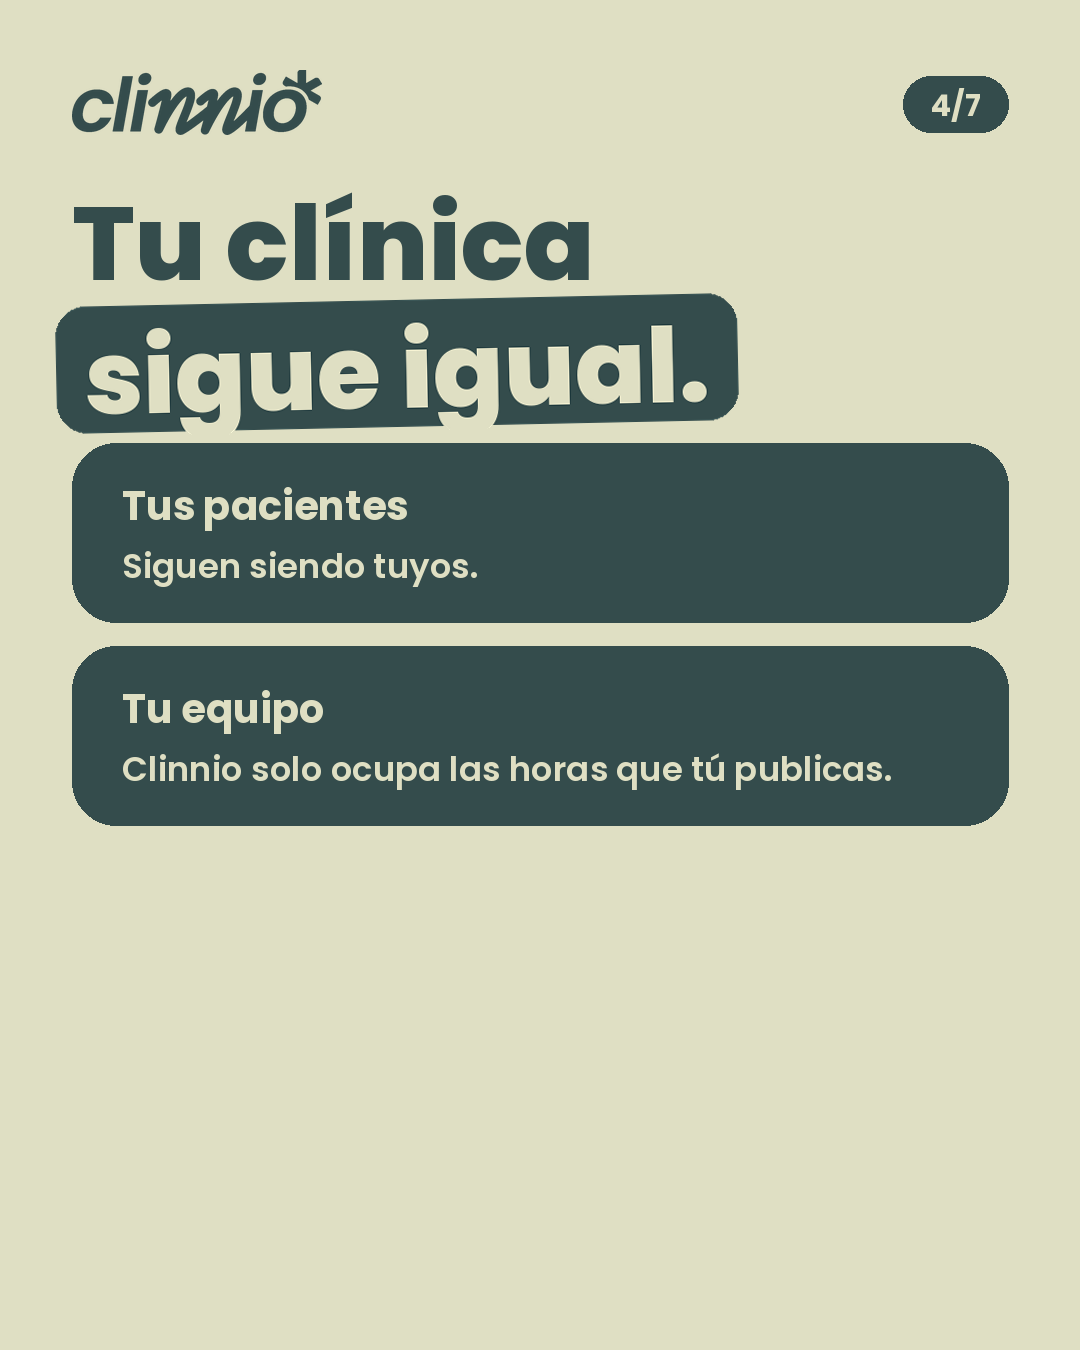 clinnio*
4/7
Tu clínica
sigue igual.
Tus pacientes
Siguen siendo tuyos.
Tu equipo
Clinnio solo ocupa las horas que tú publicas.